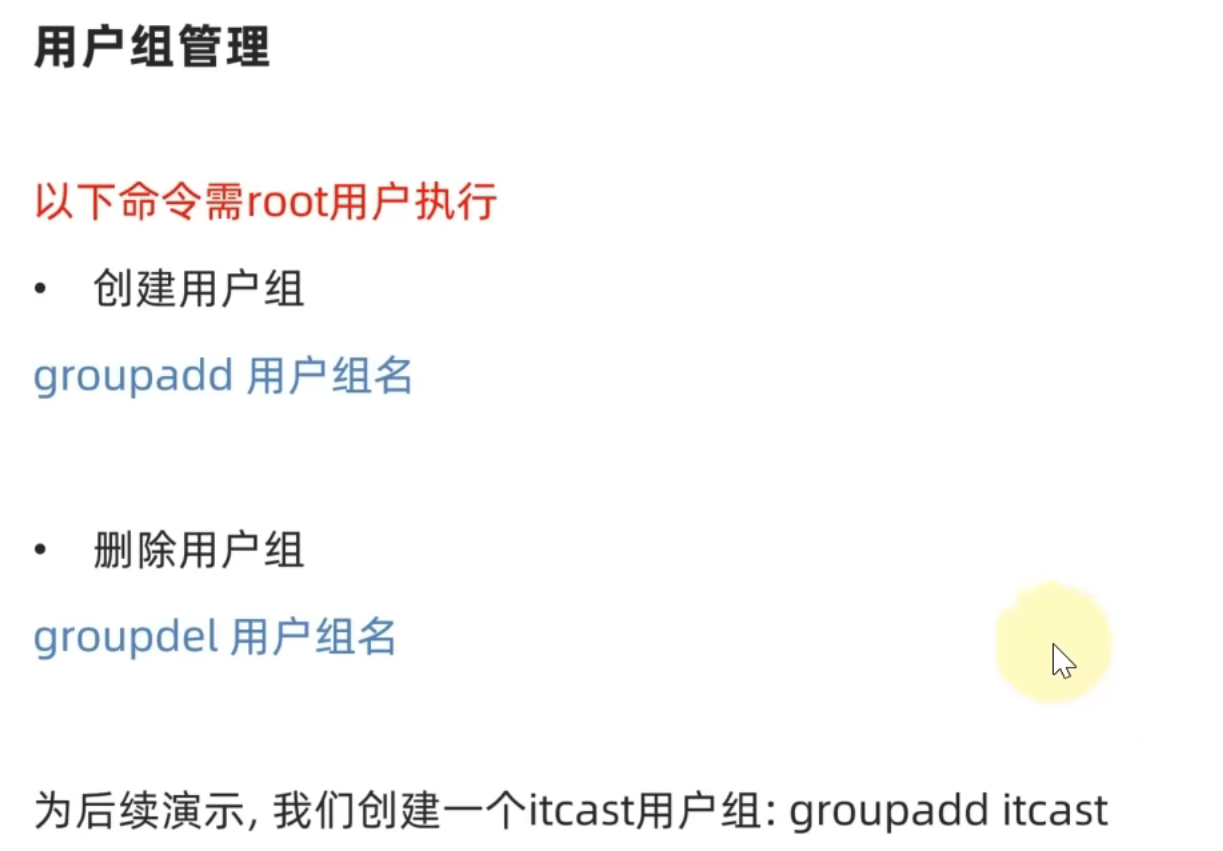 用户组管理
以下命令需root用户执行
• 创建用户组
groupadd 用户组名
• 删除用户组
groupdel 用户组名
为后续演示, 我们创建一个itcast用户组: groupadd itcast